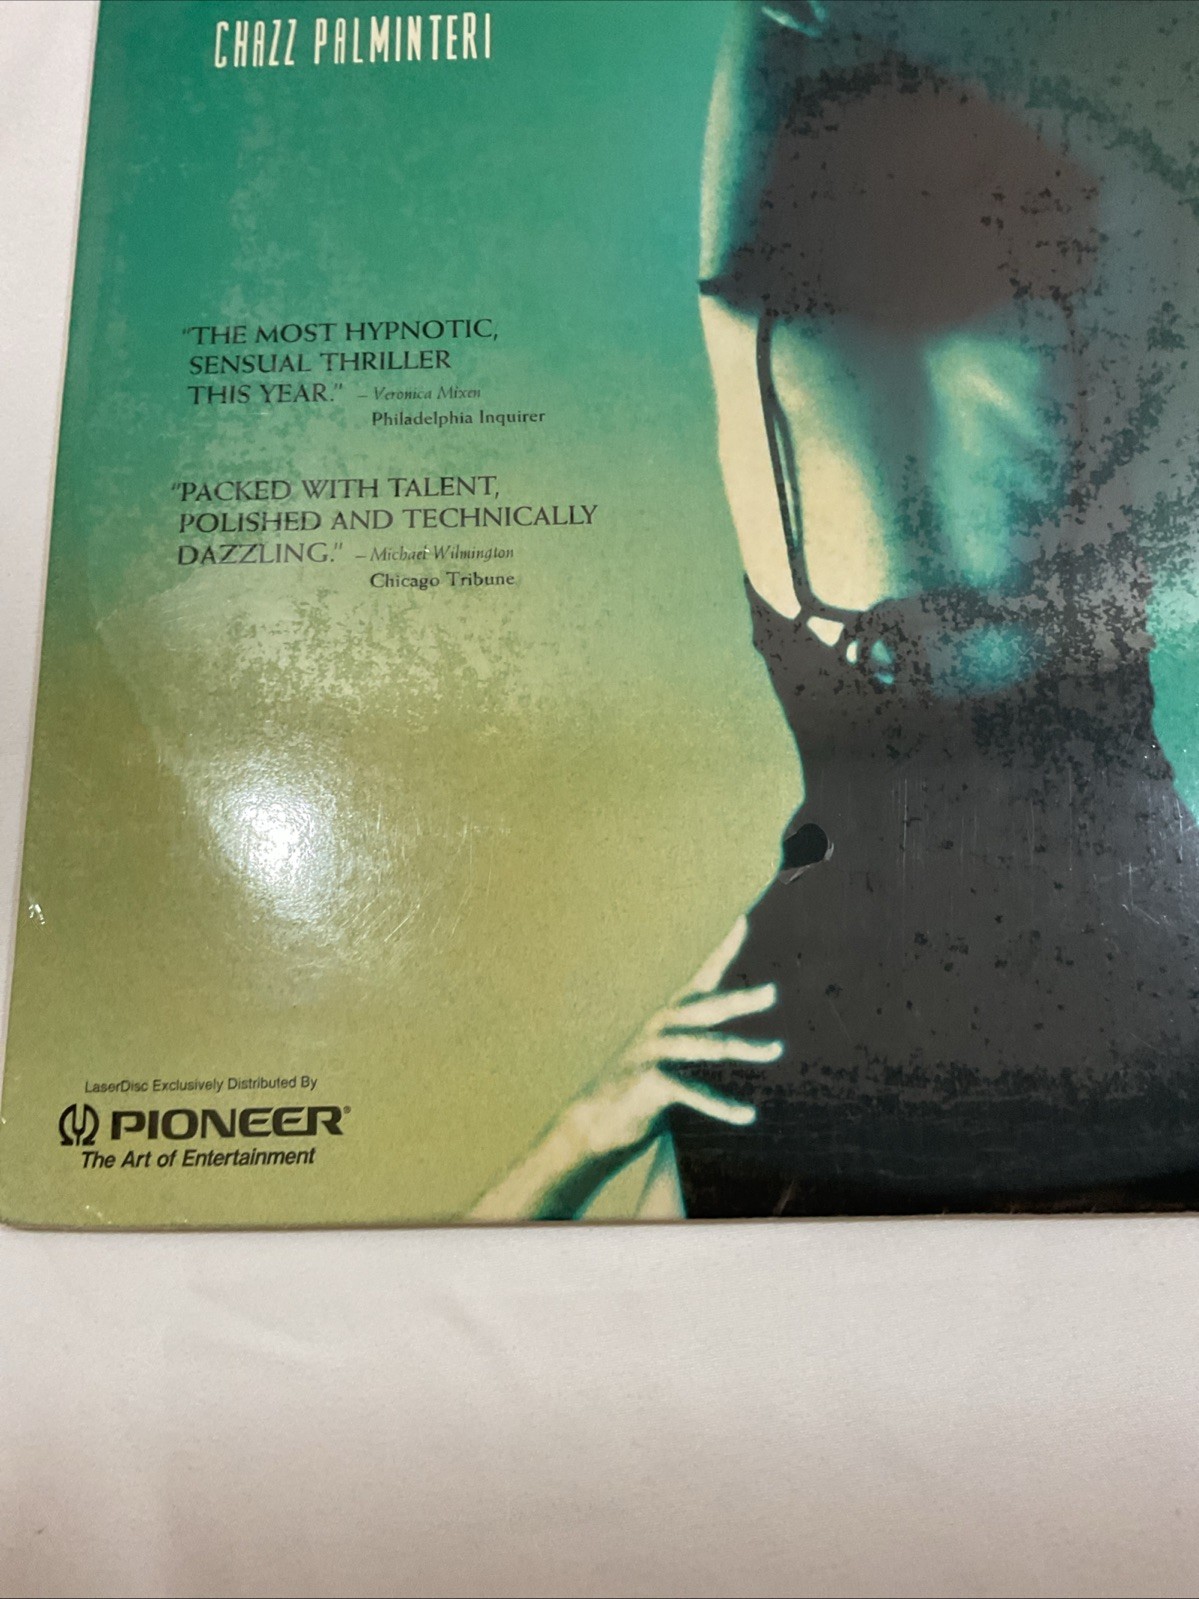 CHAZZ PALMINTERI
"THE MOST HYPNOTIC,
SENSUAL THRILLER
THIS YEAR." – Veronica Mixen
Philadelphia Inquirer
"PACKED WITH TALENT,
POLISHED AND TECHNICALLY
DAZZLING." – Michael Wilmington
Chicago Tribune
LaserDisc Exclusively Distributed By
PIONEER®
The Art of Entertainment